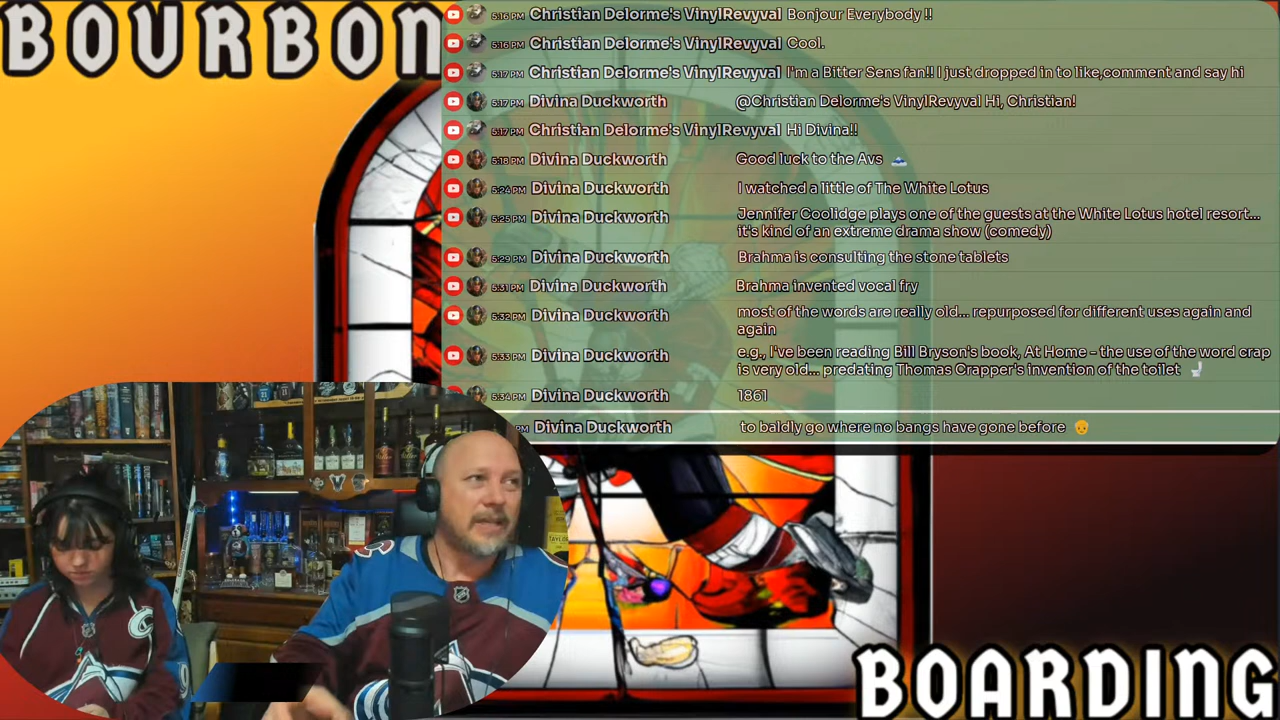 BOURBON
5:16 PM Christian Delorme's VinylRevyval Bonjour Everybody !!
5:16 PM Christian Delorme's VinylRevyval Cool.
5:17 PM Christian Delorme's VinylRevyval I'm a Bitter Sens fan!! I just dropped in to like,comment and say hi
5:17 PM Divina Duckworth @Christian Delorme's VinylRevyval Hi, Christian!
5:17 PM Christian Delorme's VinylRevyval Hi Divina!!
5:18 PM Divina Duckworth Good luck to the Avs 🗻
5:24 PM Divina Duckworth I watched a little of The White Lotus
5:25 PM Divina Duckworth Jennifer Coolidge plays one of the guests at the White Lotus hotel resort...
it's kind of an extreme drama show (comedy)
5:29 PM Divina Duckworth Brahma is consulting the stone tablets
5:31 PM Divina Duckworth Brahma invented vocal fry
5:32 PM Divina Duckworth most of the words are really old... repurposed for different uses again and
again
5:33 PM Divina Duckworth e.g., I've been reading Bill Bryson's book, At Home - the use of the word crap
is very old... predating Thomas Crapper's invention of the toilet 🚽
5:34 PM Divina Duckworth 1861
PM Divina Duckworth to baldly go where no bangs have gone before 👴
BOARDING